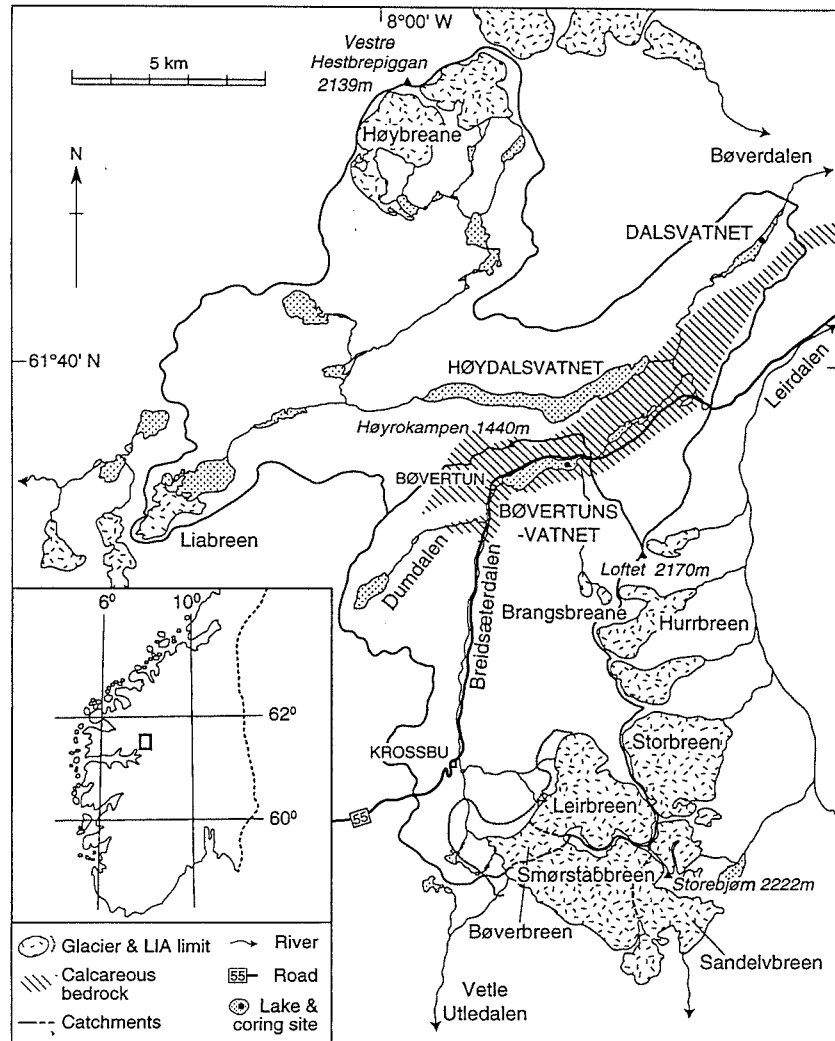 8°00' W
5 km
Vestre
Hestbrepiggan
2139m
Høybreane
N
Bøverdalen
DALSVATNET
61°40' N
HØYDALSVATNET
Leirdalen
Høyrokampen 1440m
BØVERTUN
BØVERTUNS
-VATNET
Liabreen
Dumdalen
Loftet 2170m
Breidsæterdalen
Brangsbreane
Hurrbreen
6° 10°
62°
60°
KROSSBU
Storbreen
55
Leirbreen
Smørstabbreen
Storebjørn 2222m
Bøverbreen
Sandelvbreen
Vetle
Utledalen
Glacier & LIA limit
River
Calcareous
bedrock
55 Road
Lake &
coring site
Catchments